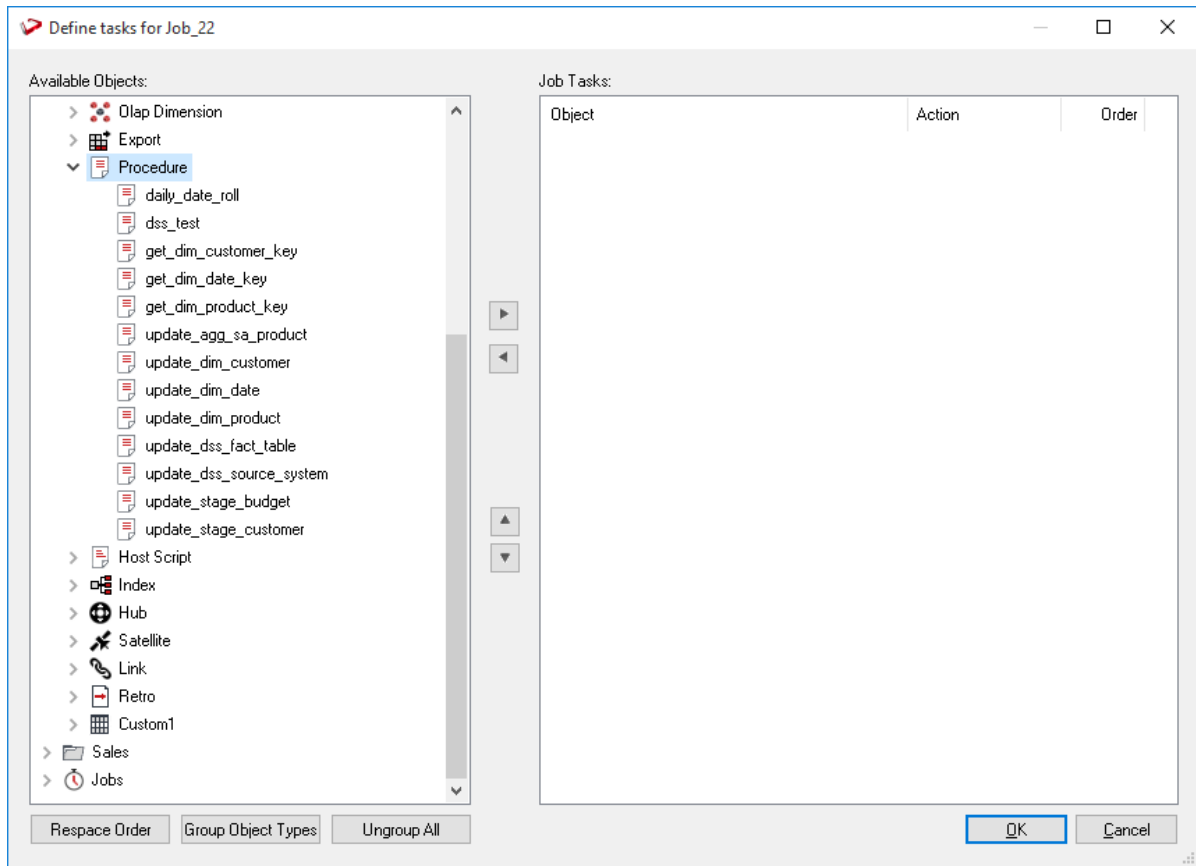 Define tasks for Job_22
Available Objects:
Job Tasks:
Olap Dimension
Export
Procedure
daily_date_roll
dss_test
get_dim_customer_key
get_dim_date_key
get_dim_product_key
update_agg_sa_product
update_dim_customer
update_dim_date
update_dim_product
update_dss_fact_table
update_dss_source_system
update_stage_budget
update_stage_customer
Host Script
Index
Hub
Satellite
Link
Retro
Custom1
Sales
Jobs
Object Action Order
Respace Order Group Object Types Ungroup All OK Cancel